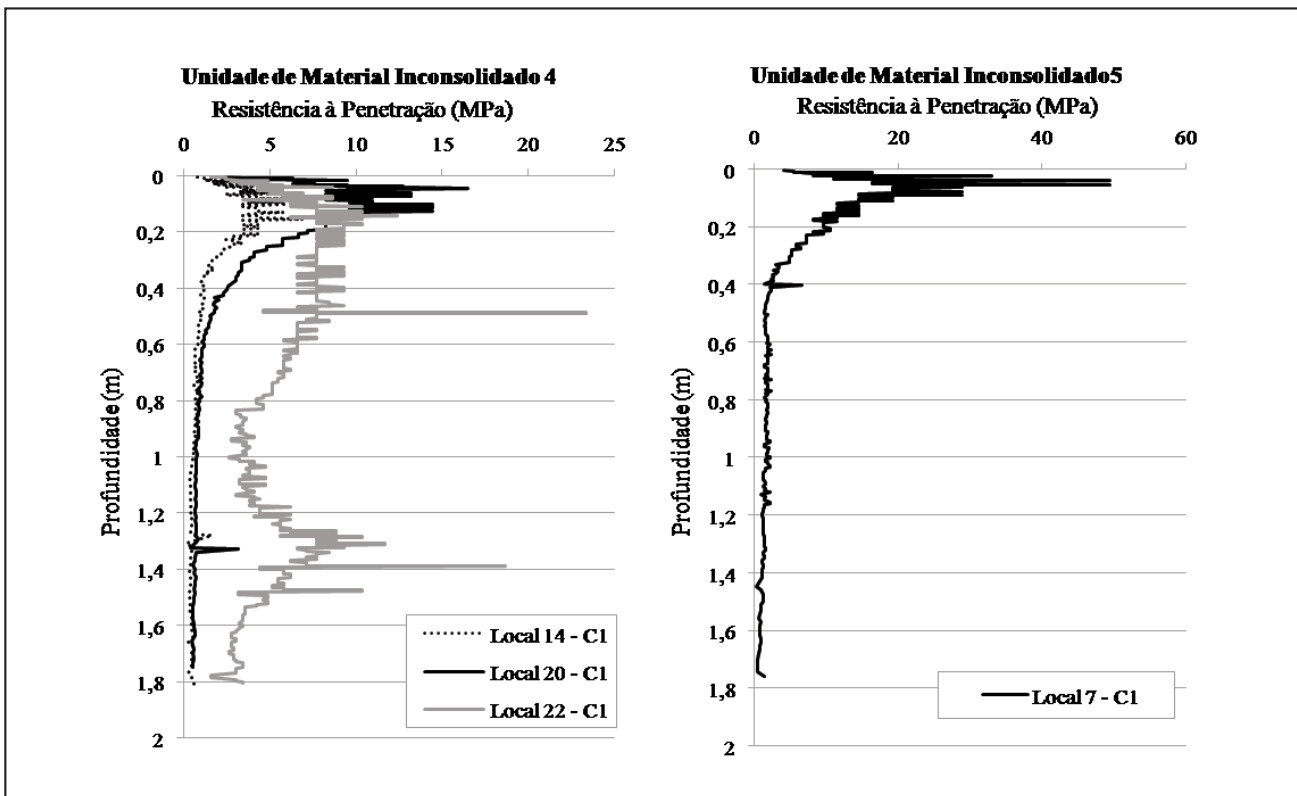 Unidade de Material Inconsolidado 4
Resistência à Penetração (MPa)
0 5 10 15 20 25
0
0,2
0,4
0,6
0,8
1
1,2
1,4
1,6
1,8
2
Profundidade (m)
Local 14 - C1
Local 20 - C1
Local 22 - C1
Unidade de Material Inconsolidado5
Resistência à Penetração (MPa)
0 20 40 60
0
0,2
0,4
0,6
0,8
1
1,2
1,4
1,6
1,8
2
Profundidade (m)
Local 7 - C1